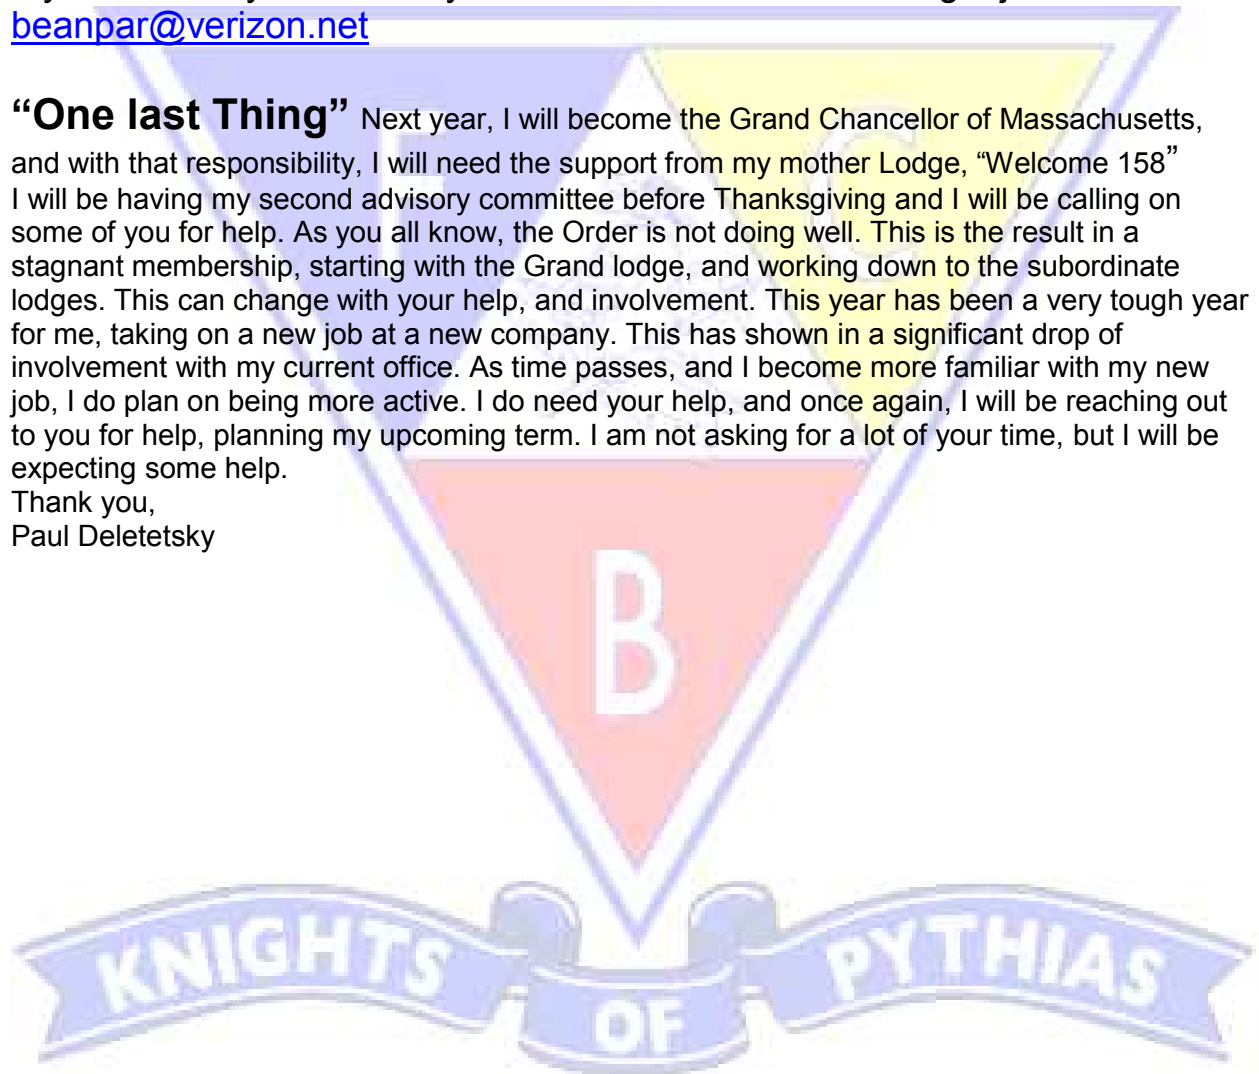 beanpar@verizon.net
“One last Thing” Next year, I will become the Grand Chancellor of Massachusetts,
and with that responsibility, I will need the support from my mother Lodge, “Welcome 158”
I will be having my second advisory committee before Thanksgiving and I will be calling on
some of you for help. As you all know, the Order is not doing well. This is the result in a
stagnant membership, starting with the Grand lodge, and working down to the subordinate
lodges. This can change with your help, and involvement. This year has been a very tough year
for me, taking on a new job at a new company. This has shown in a significant drop of
involvement with my current office. As time passes, and I become more familiar with my new
job, I do plan on being more active. I do need your help, and once again, I will be reaching out
to you for help, planning my upcoming term. I am not asking for a lot of your time, but I will be
expecting some help.
Thank you,
Paul Deletetsky
F C
B
KNIGHTS OF PYTHIAS